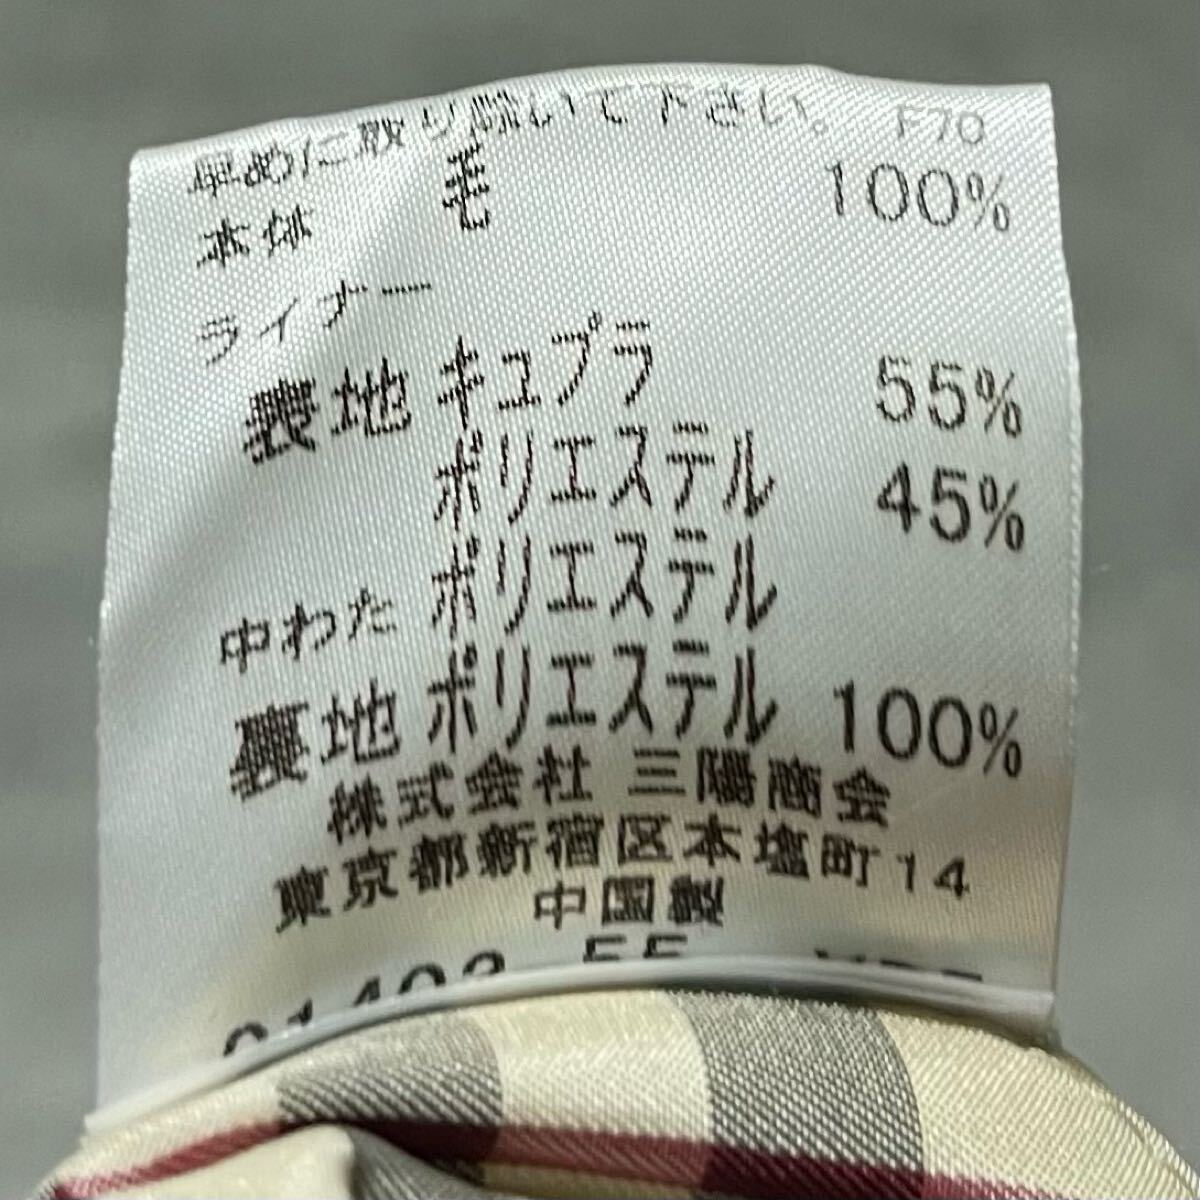 早めに取り除いて下さい。 F70
本体 毛 100%
ライナー
表地 キュプラ 55%
ポリエステル 45%
中わた ポリエステル
裏地 ポリエステル 100%
株式会社 三陽商会
東京都新宿区本塩町14
中国製